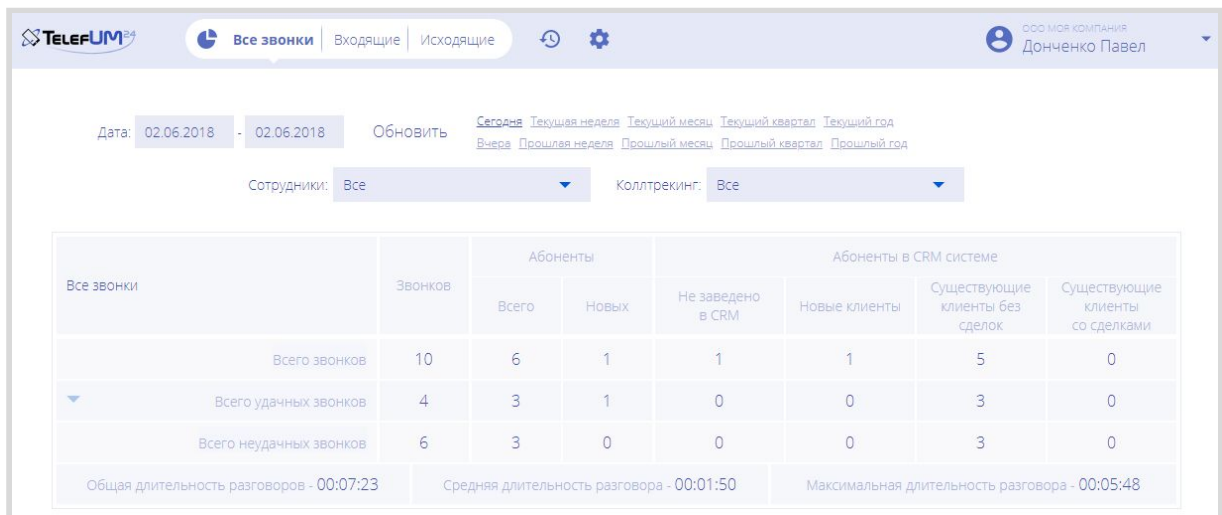 TELEFUM24
Все звонки Входящие Исходящие
ООО МОЯ КОМПАНИЯ
Донченко Павел
Дата: 02.06.2018 - 02.06.2018 Обновить
Сегодня Текущая неделя Текущий месяц Текущий квартал Текущий год
Вчера Прошлая неделя Прошлый месяц Прошлый квартал Прошлый год
Сотрудники: Все Коллтрекинг: Все
Все звонки
Звонков
Абоненты
Абоненты в CRM системе
Всего
Новых
Не заведено
в CRM
Новые клиенты
Существующие
клиенты без
сделок
Существующие
клиенты
со сделками
Всего звонков 10 6 1 1 1 5 0
Всего удачных звонков 4 3 1 0 0 3 0
Всего неудачных звонков 6 3 0 0 0 3 0
Общая длительность разговоров - 00:07:23 Средняя длительность разговора - 00:01:50 Максимальная длительность разговора - 00:05:48